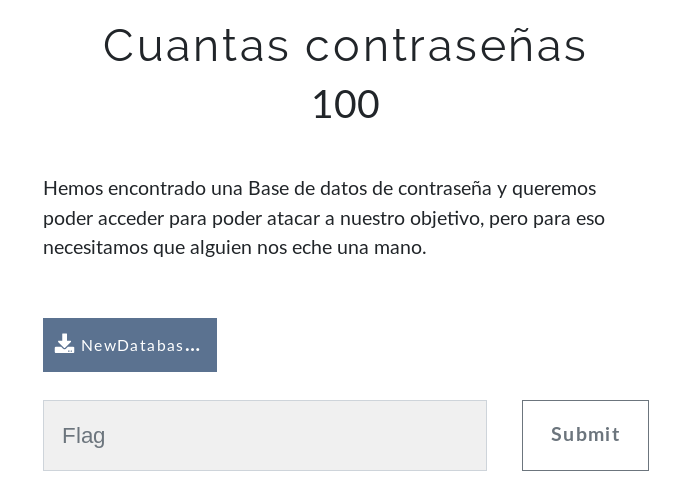 Cuantas contraseñas
100
Hemos encontrado una Base de datos de contraseña y queremos
poder acceder para poder atacar a nuestro objetivo, pero para eso
necesitamos que alguien nos eche una mano.
NewDatabas...
Flag
Submit